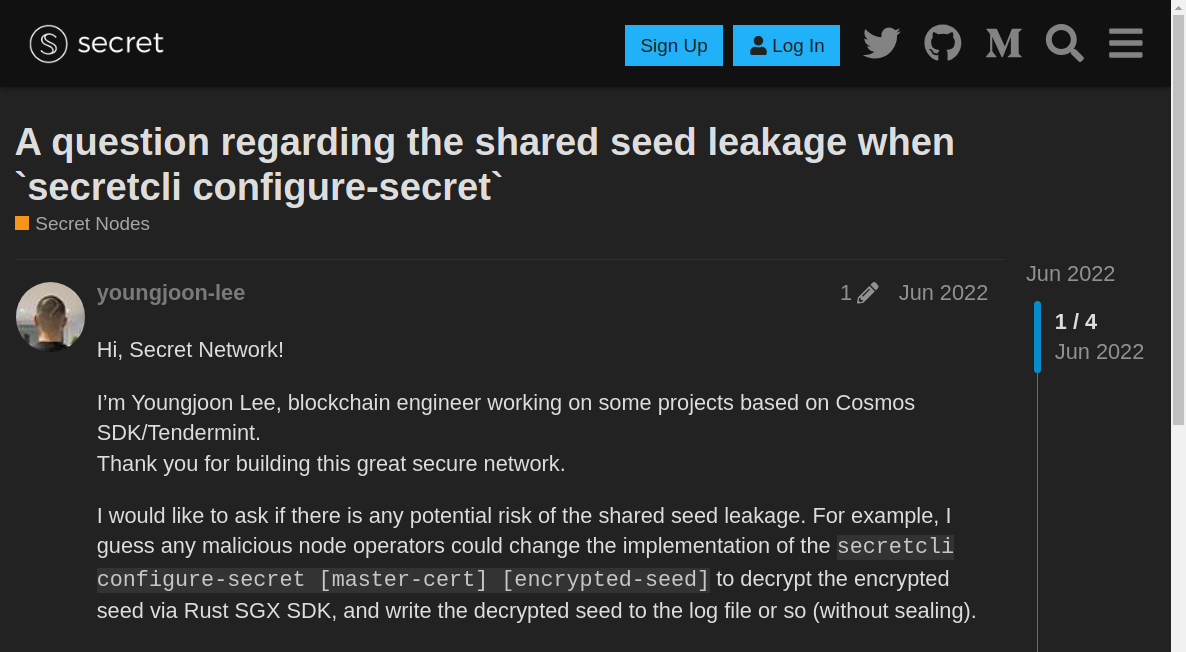 secret
Sign Up
Log In
A question regarding the shared seed leakage when
`secretcli configure-secret`
Secret Nodes
youngjoon-lee
1
Jun 2022
Jun 2022
1 / 4
Jun 2022
Hi, Secret Network!
I’m Youngjoon Lee, blockchain engineer working on some projects based on Cosmos
SDK/Tendermint.
Thank you for building this great secure network.
I would like to ask if there is any potential risk of the shared seed leakage. For example, I
guess any malicious node operators could change the implementation of the secretcli
configure-secret [master-cert] [encrypted-seed] to decrypt the encrypted
seed via Rust SGX SDK, and write the decrypted seed to the log file or so (without sealing).